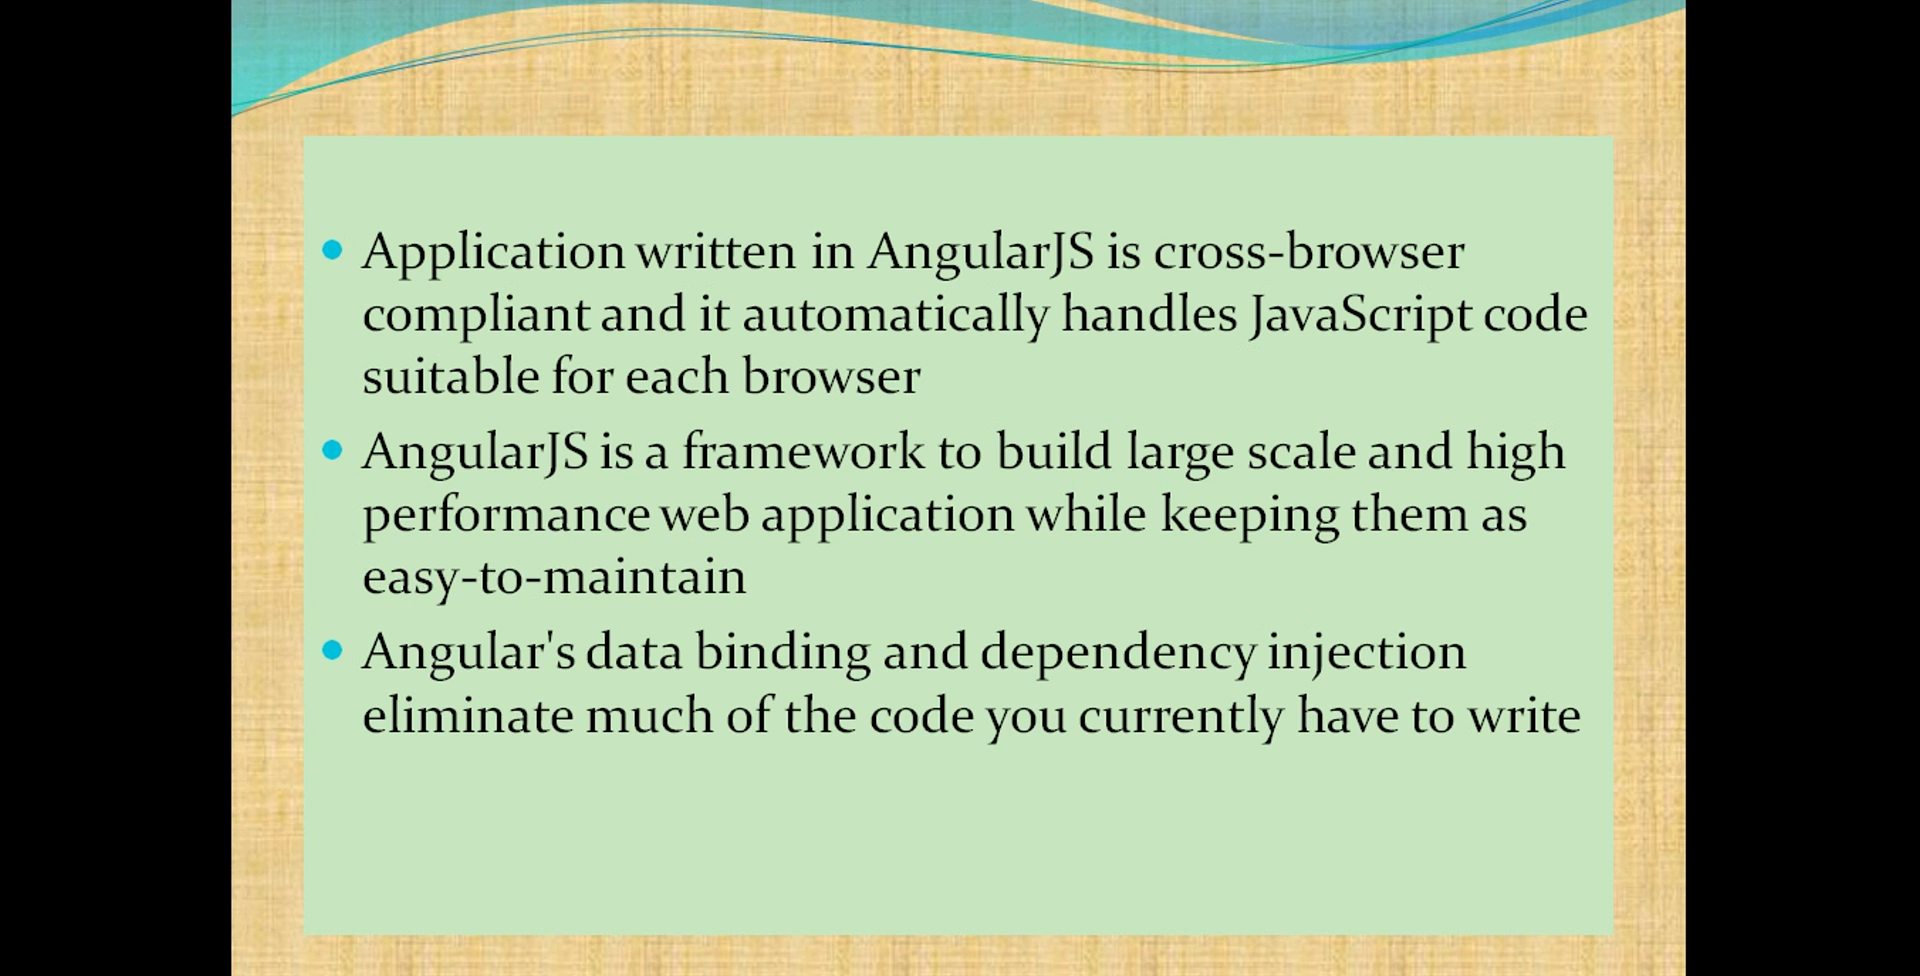 Application written in AngularJS is cross-browser
compliant and it automatically handles JavaScript code
suitable for each browser
AngularJS is a framework to build large scale and high
performance web application while keeping them as
easy-to-maintain
Angular's data binding and dependency injection
eliminate much of the code you currently have to write